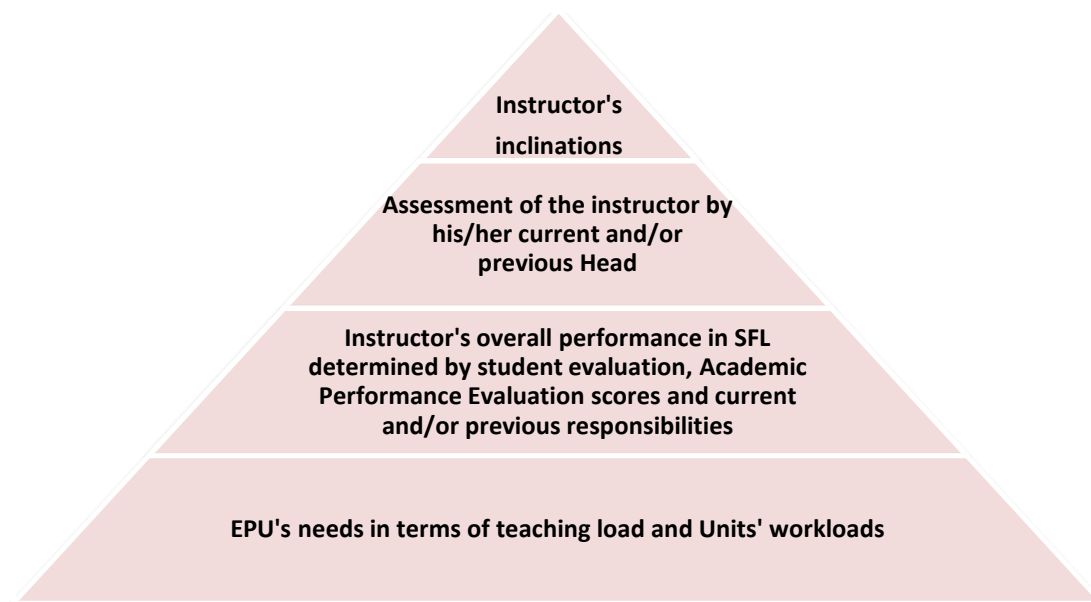 Instructor's
inclinations
Assessment of the instructor by
his/her current and/or
previous Head
Instructor's overall performance in SFL
determined by student evaluation, Academic
Performance Evaluation scores and current
and/or previous responsibilities
EPU's needs in terms of teaching load and Units' workloads